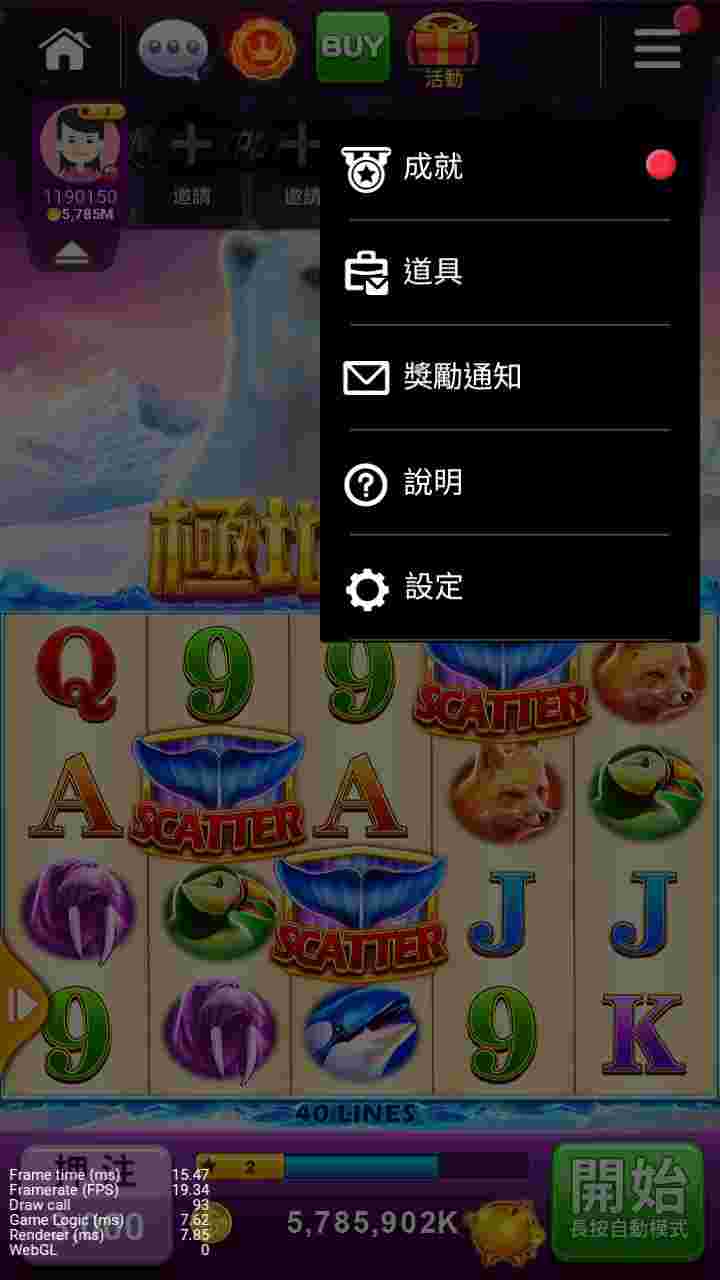 BUY
活動
1190150
5,785M
邀請
邀請
成就
道具
獎勵通知
說明
設定
極地
Q
9
9
SCATTER
A
SCATTER
A
SCATTER
J
J
9
9
K
40 LINES
押注
2
開始
長按自動模式
5,785,902K
Frame time (ms) 15.47
Framerate (FPS) 19.34
Draw call 93
Game Logic (ms) 7.62
Renderer (ms) 7.85
WebGL 0